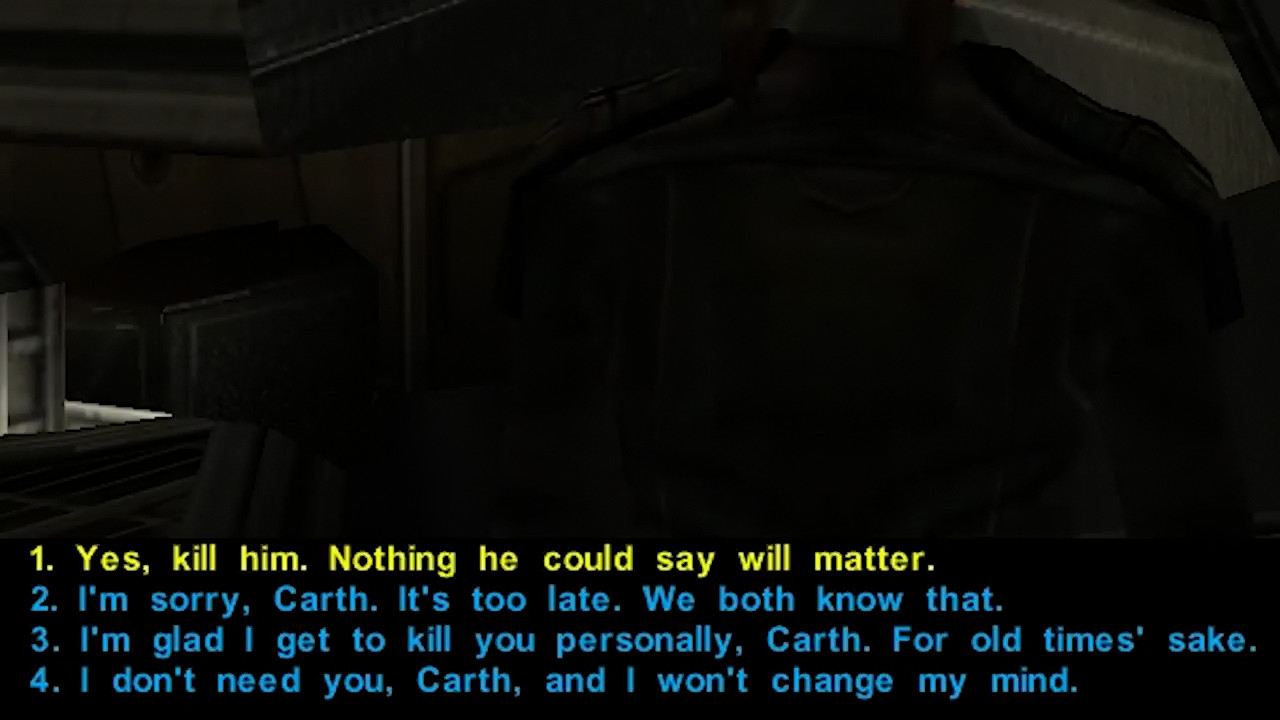 1. Yes, kill him. Nothing he could say will matter.
2. I'm sorry, Carth. It's too late. We both know that.
3. I'm glad I get to kill you personally, Carth. For old times' sake.
4. I don't need you, Carth, and I won't change my mind.